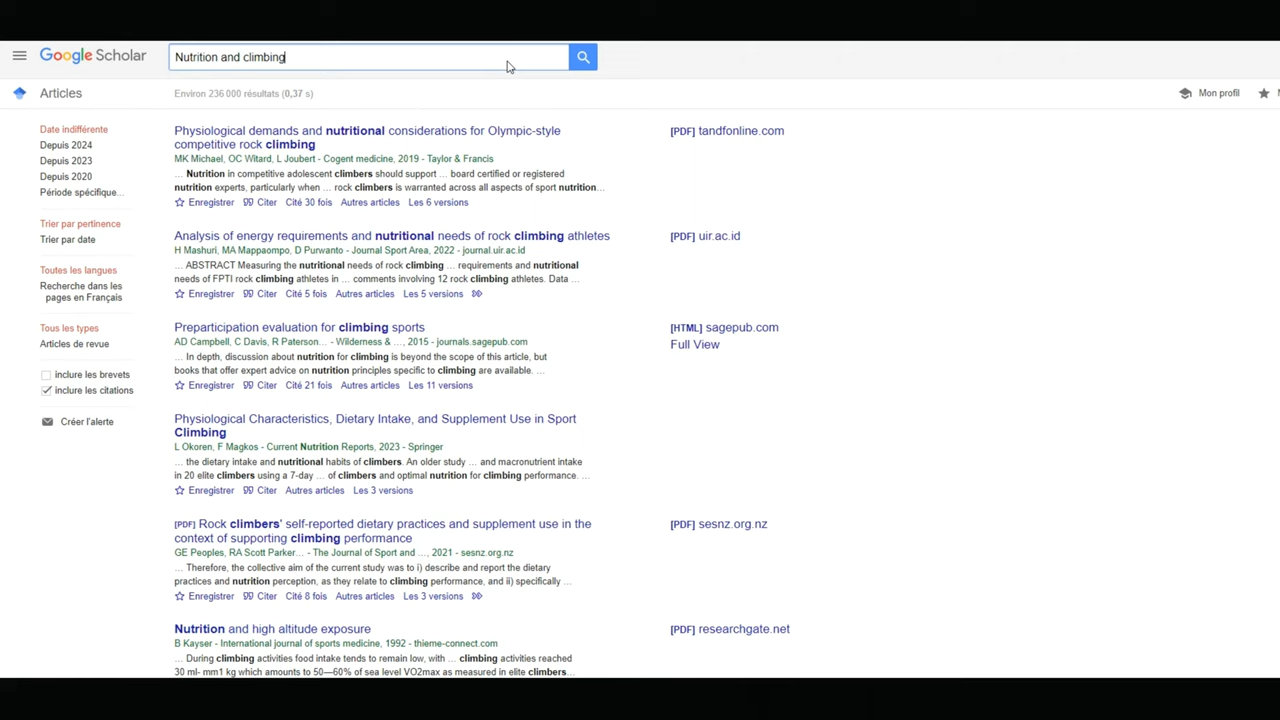 Google Scholar
Nutrition and climbing
Articles
Environ 236 000 résultats (0,37 s)
Mon profil
Date indifférente
Depuis 2024
Depuis 2023
Depuis 2020
Période spécifique...
Trier par pertinence
Trier par date
Toutes les langues
Recherche dans les
pages en Français
Tous les types
Articles de revue
inclure les brevets
inclure les citations
Créer l'alerte
Physiological demands and nutritional considerations for Olympic-style
competitive rock climbing
MK Michael, OC Witard, L Joubert - Cogent medicine, 2019 - Taylor & Francis
... Nutrition in competitive adolescent climbers should support ... board certified or registered
nutrition experts, particularly when ... rock climbers is warranted across all aspects of sport nutrition...
Enregistrer Citer Cité 30 fois Autres articles Les 6 versions
[PDF] tandfonline.com
Analysis of energy requirements and nutritional needs of rock climbing athletes
H Mashuri, MA Mappaompo, D Purwanto - Journal Sport Area, 2022 - journal.uir.ac.id
... ABSTRACT Measuring the nutritional needs of rock climbing ... requirements and nutritional
needs of FPTI rock climbing athletes in ... comments involving 12 rock climbing athletes. Data ...
Enregistrer Citer Cité 5 fois Autres articles Les 5 versions
[PDF] uir.ac.id
Preparticipation evaluation for climbing sports
AD Campbell, C Davis, R Paterson... - Wilderness & ..., 2015 - journals.sagepub.com
... In depth, discussion about nutrition for climbing is beyond the scope of this article, but
books that offer expert advice on nutrition principles specific to climbing are available. ...
Enregistrer Citer Cité 21 fois Autres articles Les 11 versions
[HTML] sagepub.com
Full View
Physiological Characteristics, Dietary Intake, and Supplement Use in Sport
Climbing
L Okoren, F Magkos - Current Nutrition Reports, 2023 - Springer
... the dietary intake and nutritional habits of climbers. An older study ... and macronutrient intake
in 20 elite climbers using a 7-day ... of climbers and optimal nutrition for climbing performance. ...
Enregistrer Citer Autres articles Les 3 versions
[PDF] Rock climbers' self-reported dietary practices and supplement use in the
context of supporting climbing performance
GE Peoples, RA Scott Parker... - The Journal of Sport and ..., 2021 - sesnz.org.nz
... Therefore, the collective aim of the current study was to i) describe and report the dietary
practices and nutrition perception, as they relate to climbing performance, and ii) specifically ...
Enregistrer Citer Cité 8 fois Autres articles Les 3 versions
[PDF] sesnz.org.nz
Nutrition and high altitude exposure
B Kayser - International journal of sports medicine, 1992 - thieme-connect.com
... During climbing activities food intake tends to remain low, with ... climbing activities reached
30 ml- mm1 kg which amounts to 50—60% of sea level VO2max as measured in elite climbers...
[PDF] researchgate.net